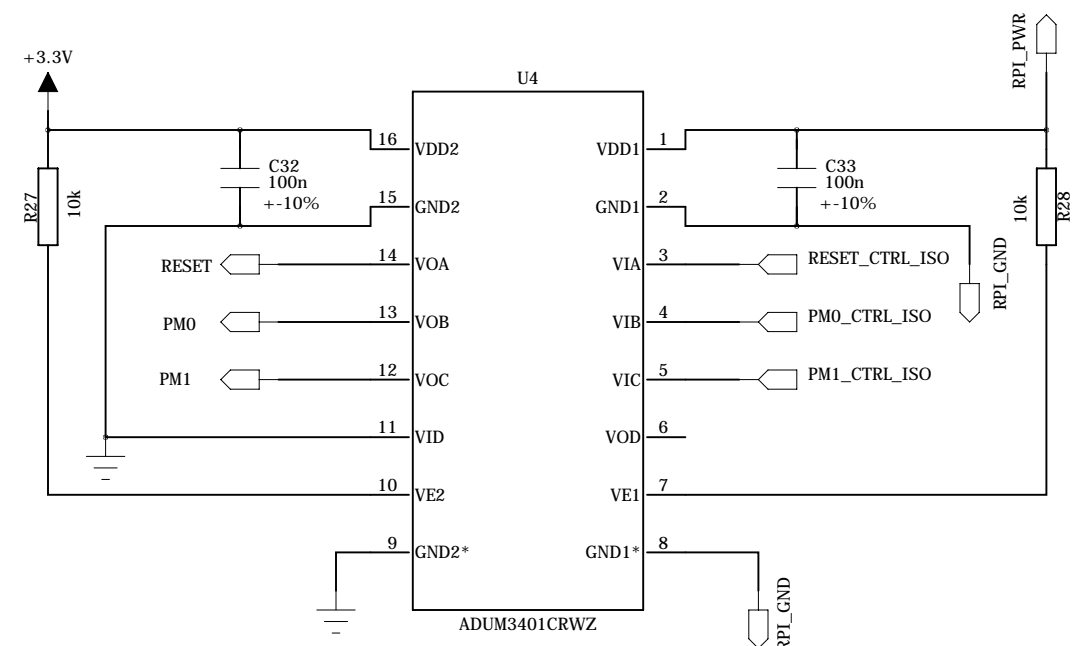 RPI_PWR
+3.3V
U4
16 VDD2
VDD1 1
C32
100n
+-10%
C33
100n
+-10%
R27
10k
10k
R28
15 GND2
GND1 2
RESET
14 VOA
VIA 3
RESET_CTRL_ISO
RPI_GND
PM0
13 VOB
VIB 4
PM0_CTRL_ISO
PM1
12 VOC
VIC 5
PM1_CTRL_ISO
11 VID
VOD 6
10 VE2
VE1 7
9 GND2*
GND1* 8
RPI_GND
ADUM3401CRWZ